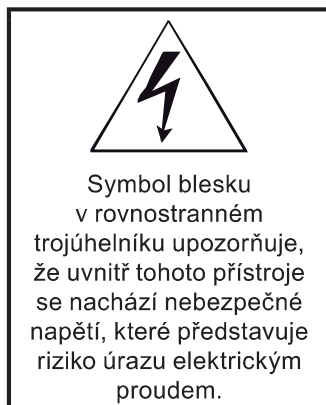 Symbol blesku
v rovnostranném
trojúhelníku upozorňuje,
že uvnitř tohoto přístroje
se nachází nebezpečné
napětí, které představuje
riziko úrazu elektrickým
proudem.